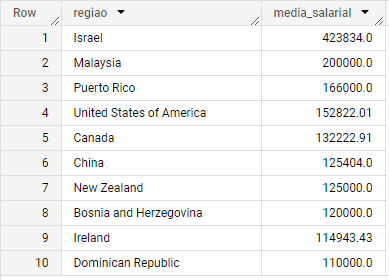 Row regiao media_salarial
1 Israel 423834.0
2 Malaysia 200000.0
3 Puerto Rico 166000.0
4 United States of America 152822.01
5 Canada 132222.91
6 China 125404.0
7 New Zealand 125000.0
8 Bosnia and Herzegovina 120000.0
9 Ireland 114943.43
10 Dominican Republic 110000.0